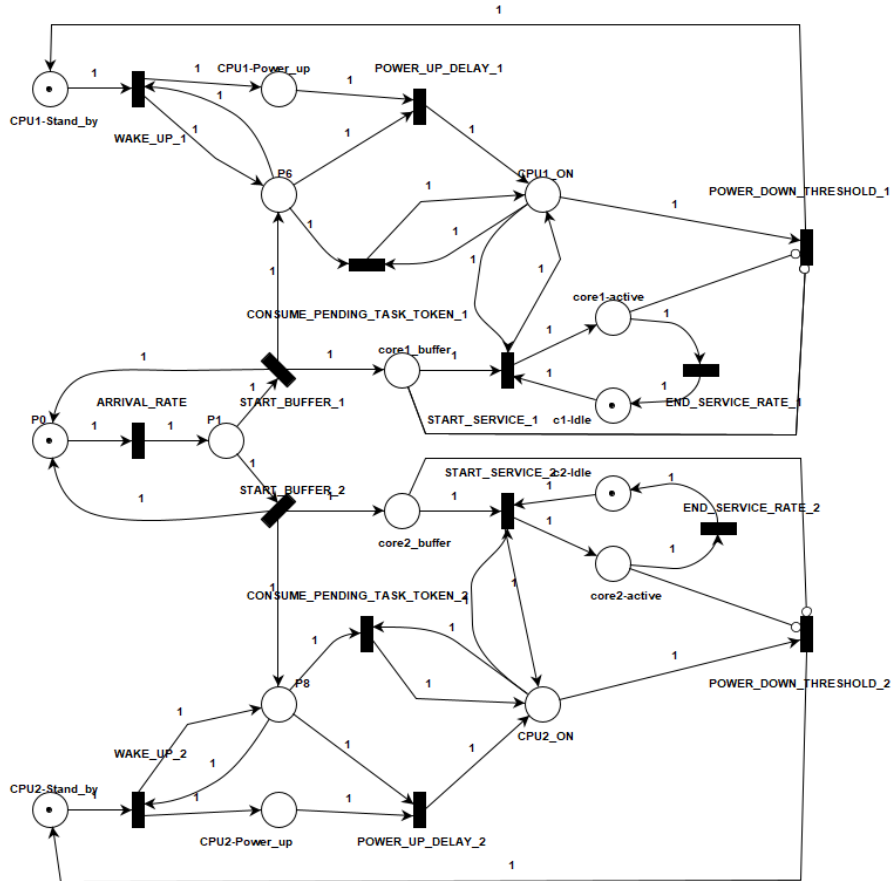 1
1
1
CPU1-Power_up
1
POWER_UP_DELAY_1
CPU1-Stand_by
WAKE_UP_1
1
1
1
1
P6
CPU1_ON
POWER_DOWN_THRESHOLD_1
1
1
1
1
1
1
core1-active
CONSUME_PENDING_TASK_TOKEN_1
1
1
core1_buffer
1
1
1
ARRIVAL_RATE
1
START_BUFFER_1
1
1
END_SERVICE_RATE_1
P0
P1
START_SERVICE_1
c1-Idle
1
1
1
START_BUFFER_2
START_SERVICE_2
c2-Idle
1
1
1
1
1
END_SERVICE_RATE_2
core2_buffer
1
1
1
1
1
core2-active
CONSUME_PENDING_TASK_TOKEN_2
1
1
1
1
P8
POWER_DOWN_THRESHOLD_2
1
CPU2_ON
WAKE_UP_2
1
1
1
CPU2-Stand_by
1
1
1
CPU2-Power_up
POWER_UP_DELAY_2
1